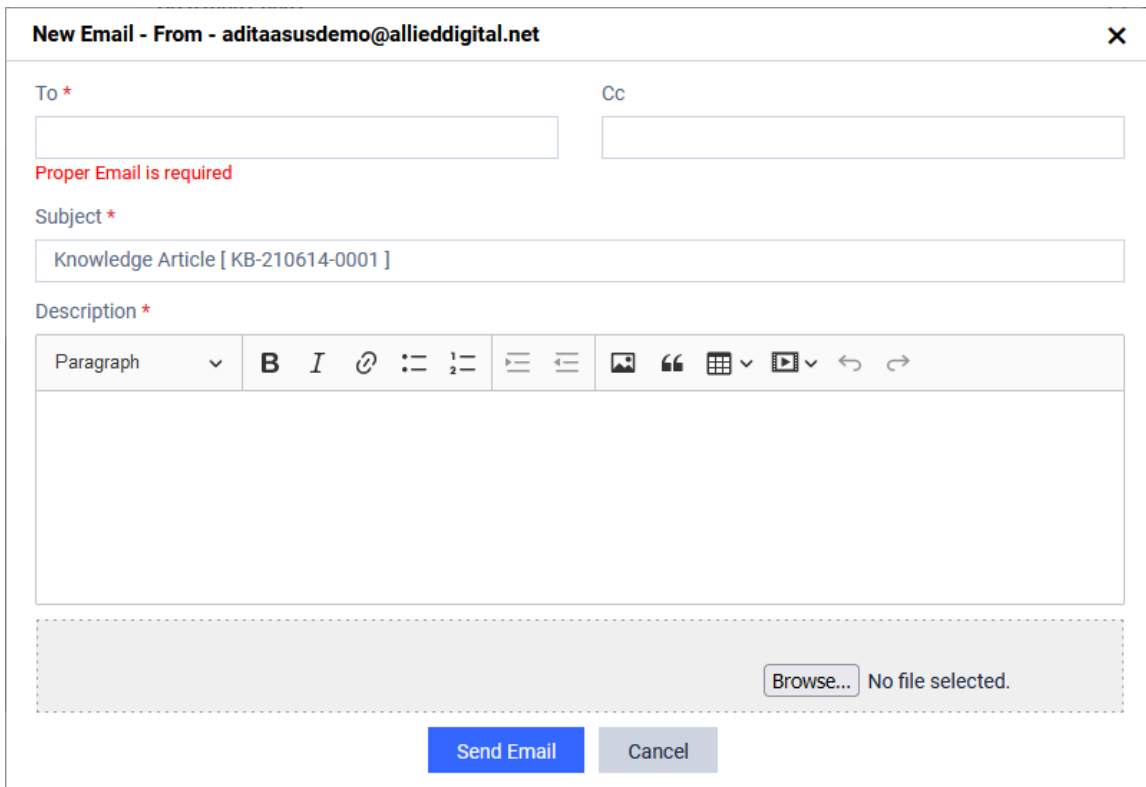 New Email - From - aditaasusdemo@allieddigital.net
To *
Cc
Proper Email is required
Subject *
Knowledge Article [ KB-210614-0001 ]
Description *
Paragraph
Browse... No file selected.
Send Email
Cancel